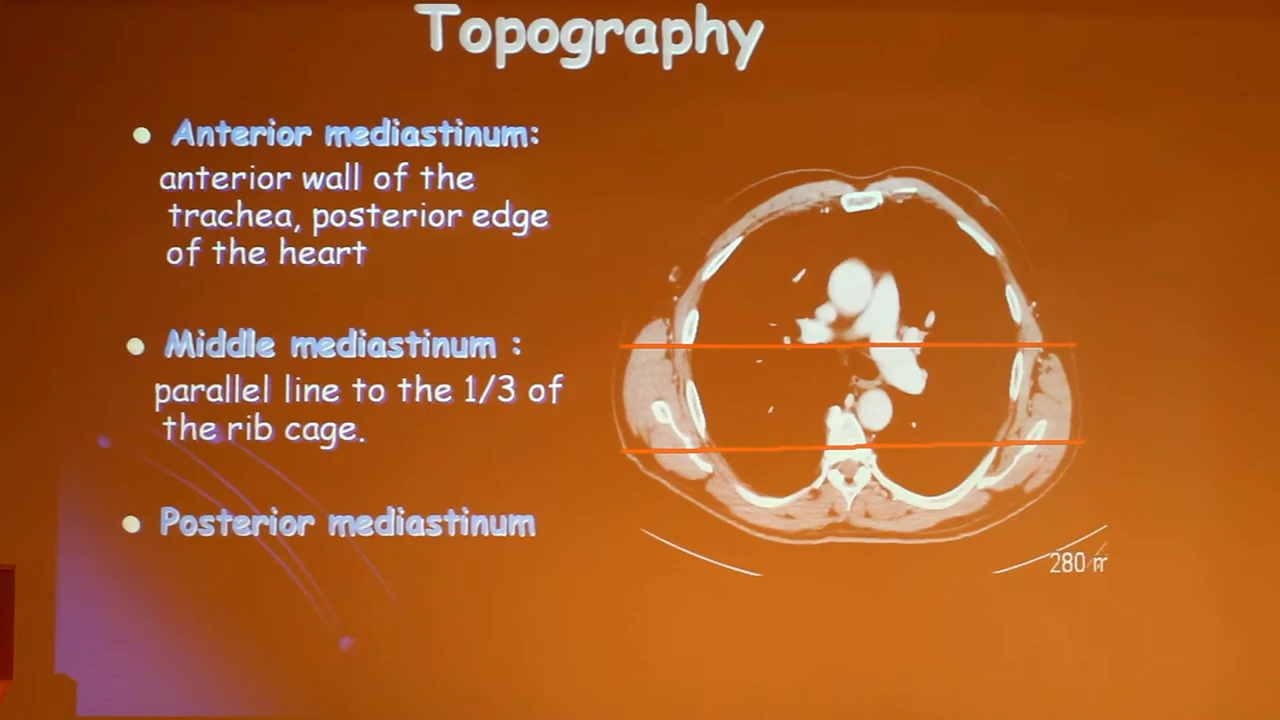 Topography
Anterior mediastinum:
anterior wall of the
trachea, posterior edge
of the heart
Middle mediastinum :
parallel line to the 1/3 of
the rib cage.
Posterior mediastinum
280 m